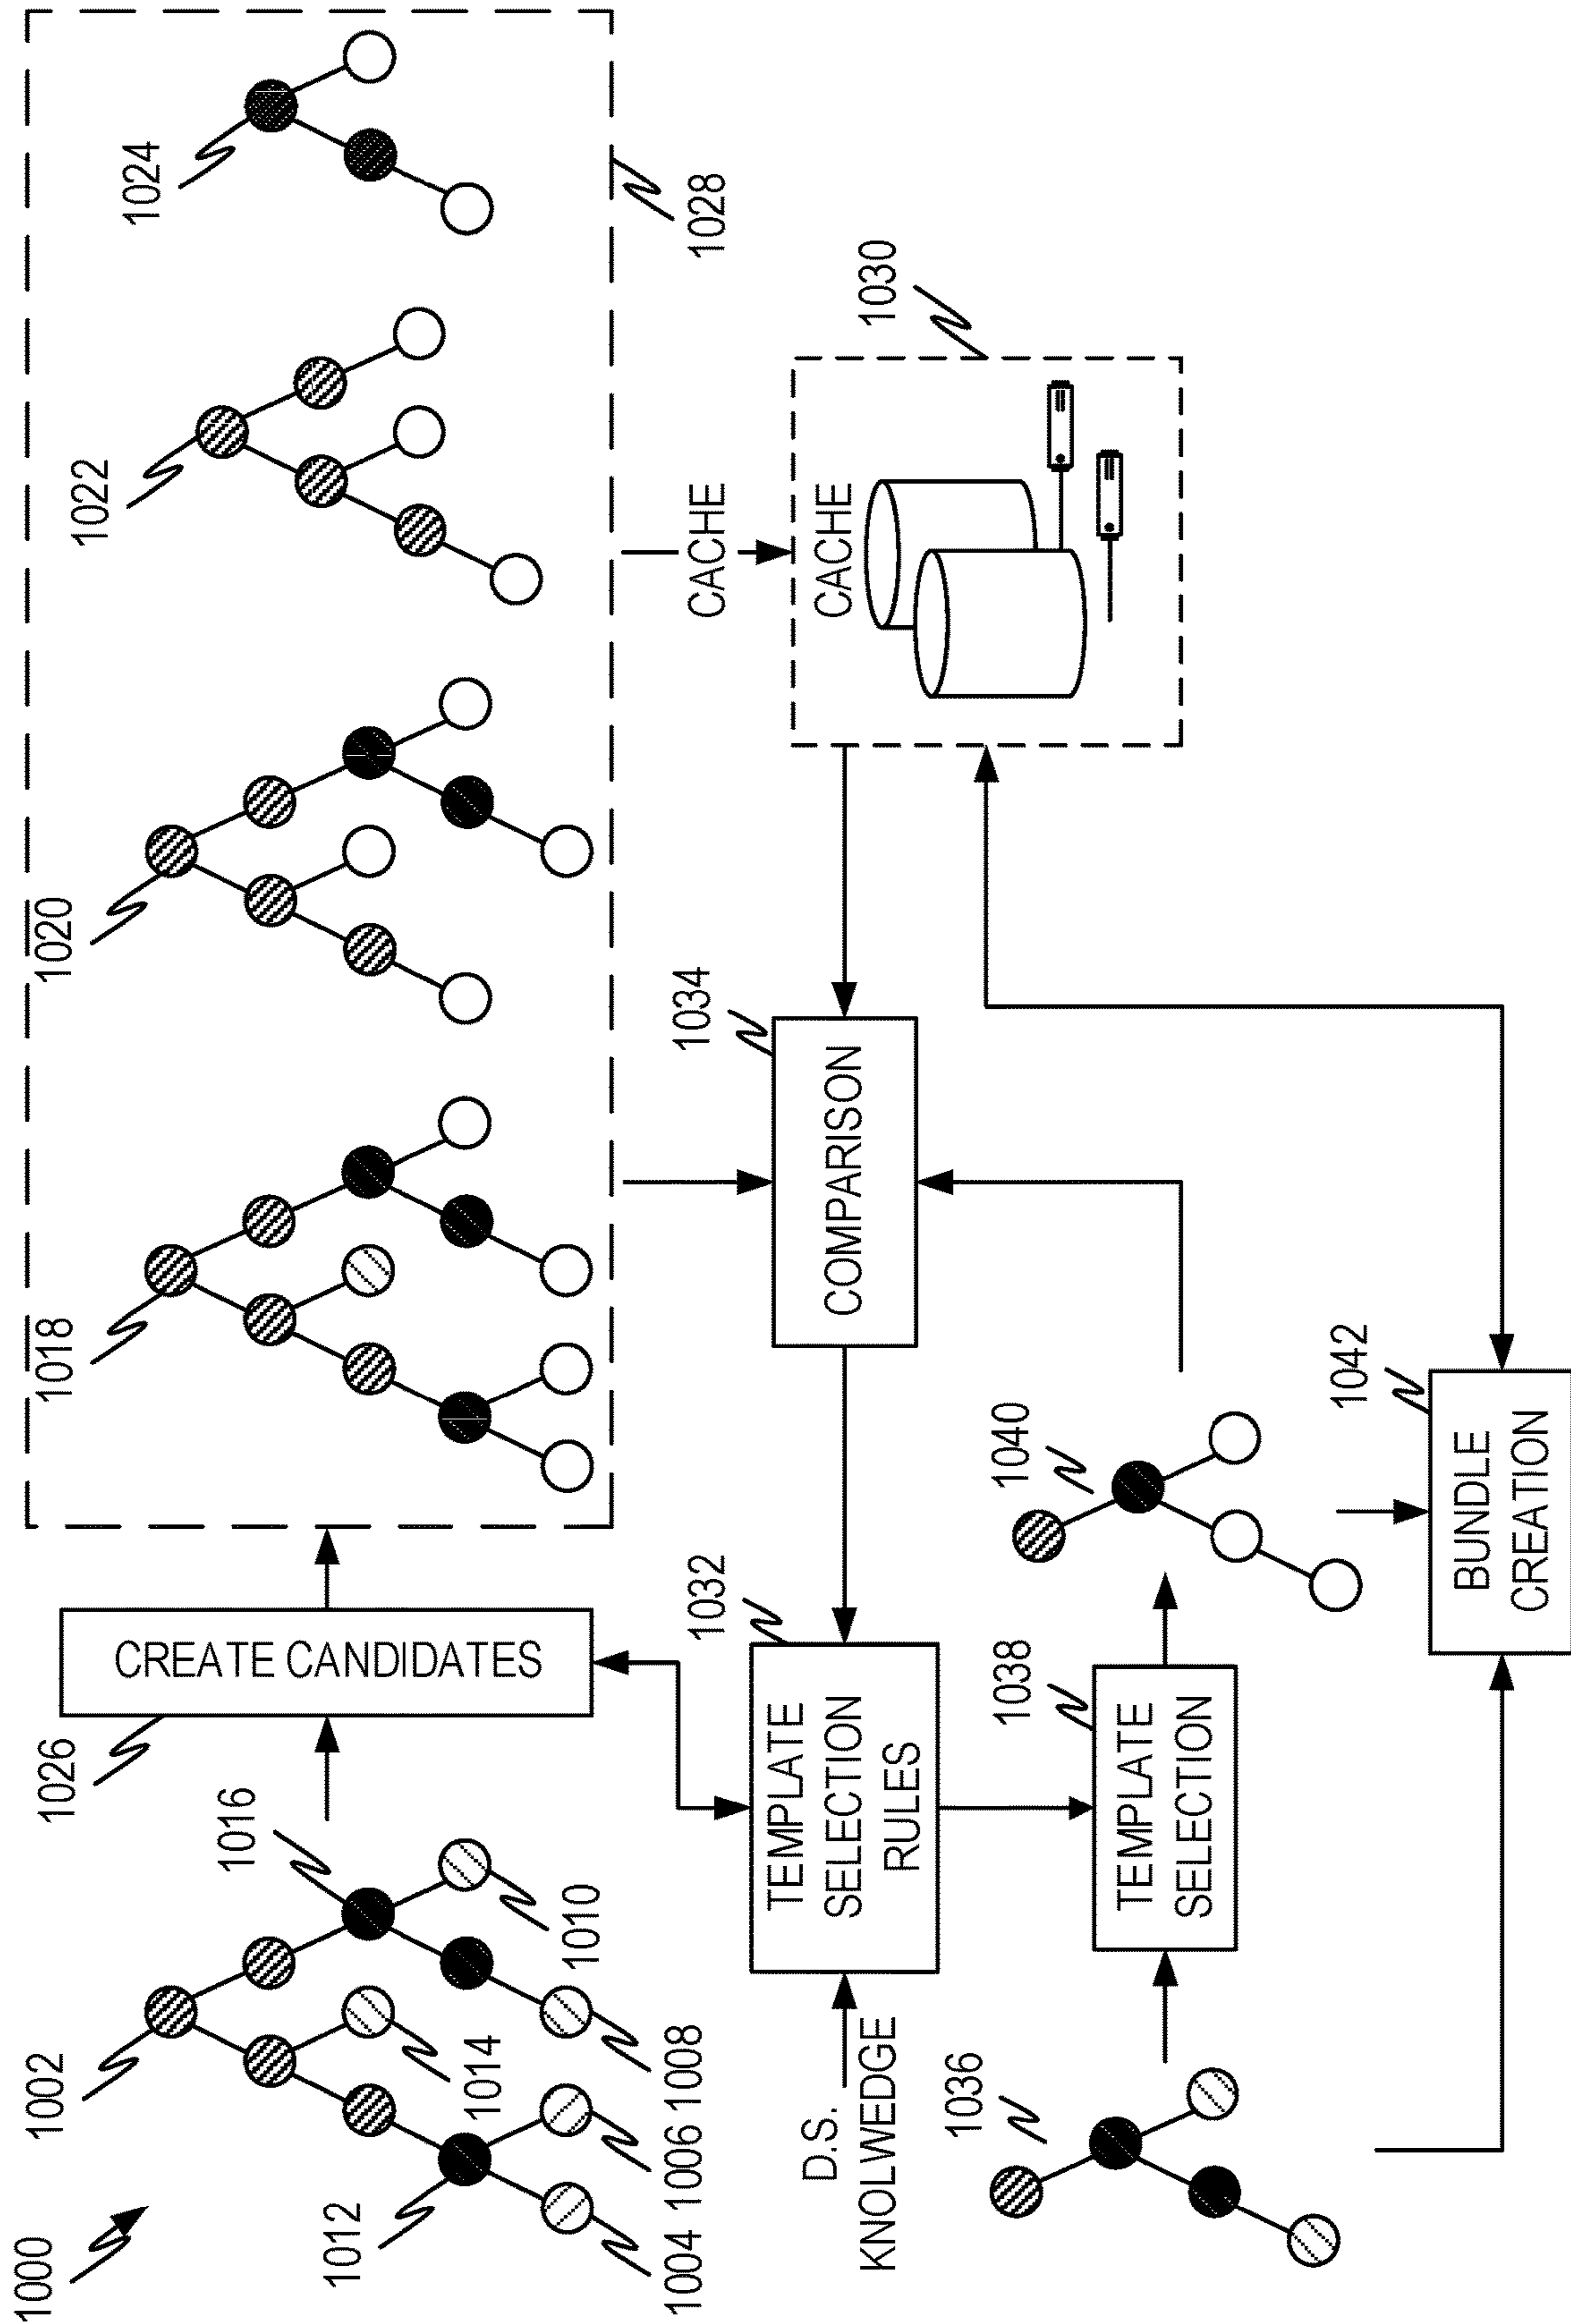 1000
1002
1004
1006
1008
1010
1012
1014
1016
1026
CREATE CANDIDATES
1018
1020
1022
1024
1028
CACHE
1030
CACHE
1034
COMPARISON
1032
TEMPLATE
SELECTION
RULES
D.S.
KNOLWEDGE
1036
1038
TEMPLATE
SELECTION
1040
1042
BUNDLE
CREATION